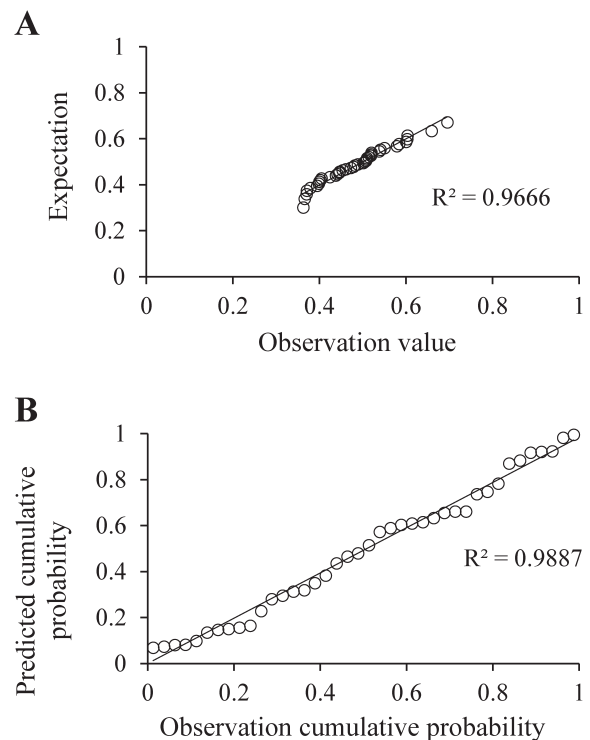 A
1
0.8
0.6
0.4
0.2
0
Expectation
R² = 0.9666
0 0.2 0.4 0.6 0.8 1
Observation value
B
1
0.8
0.6
0.4
0.2
0
Predicted cumulative
probability
R² = 0.9887
0 0.2 0.4 0.6 0.8 1
Observation cumulative probability